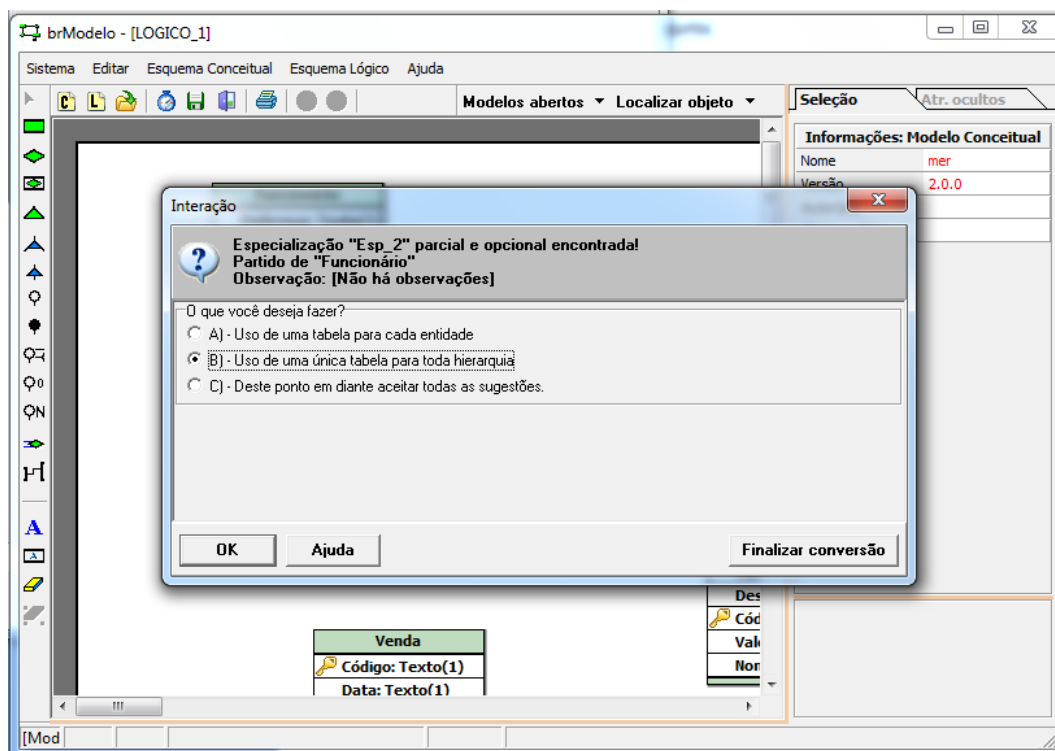 brModelo - [LOGICO_1]
Sistema Editar Esquema Conceitual Esquema Lógico Ajuda
C L Modelos abertos Localizar objeto
Seleção Atr. ocultos
Informações: Modelo Conceitual
Nome mer
Versão 2.0.0
Interação
Especialização "Esp_2" parcial e opcional encontrada!
Partido de "Funcionário"
Observação: [Não há observações]
O que você deseja fazer?
A) - Uso de uma tabela para cada entidade
B) - Uso de uma única tabela para toda hierarquia
C) - Deste ponto em diante aceitar todas as sugestões.
OK Ajuda Finalizar conversão
Des
Cód
Val
Nor
Venda
Código: Texto(1)
Data: Texto(1)
A
A
[Mod